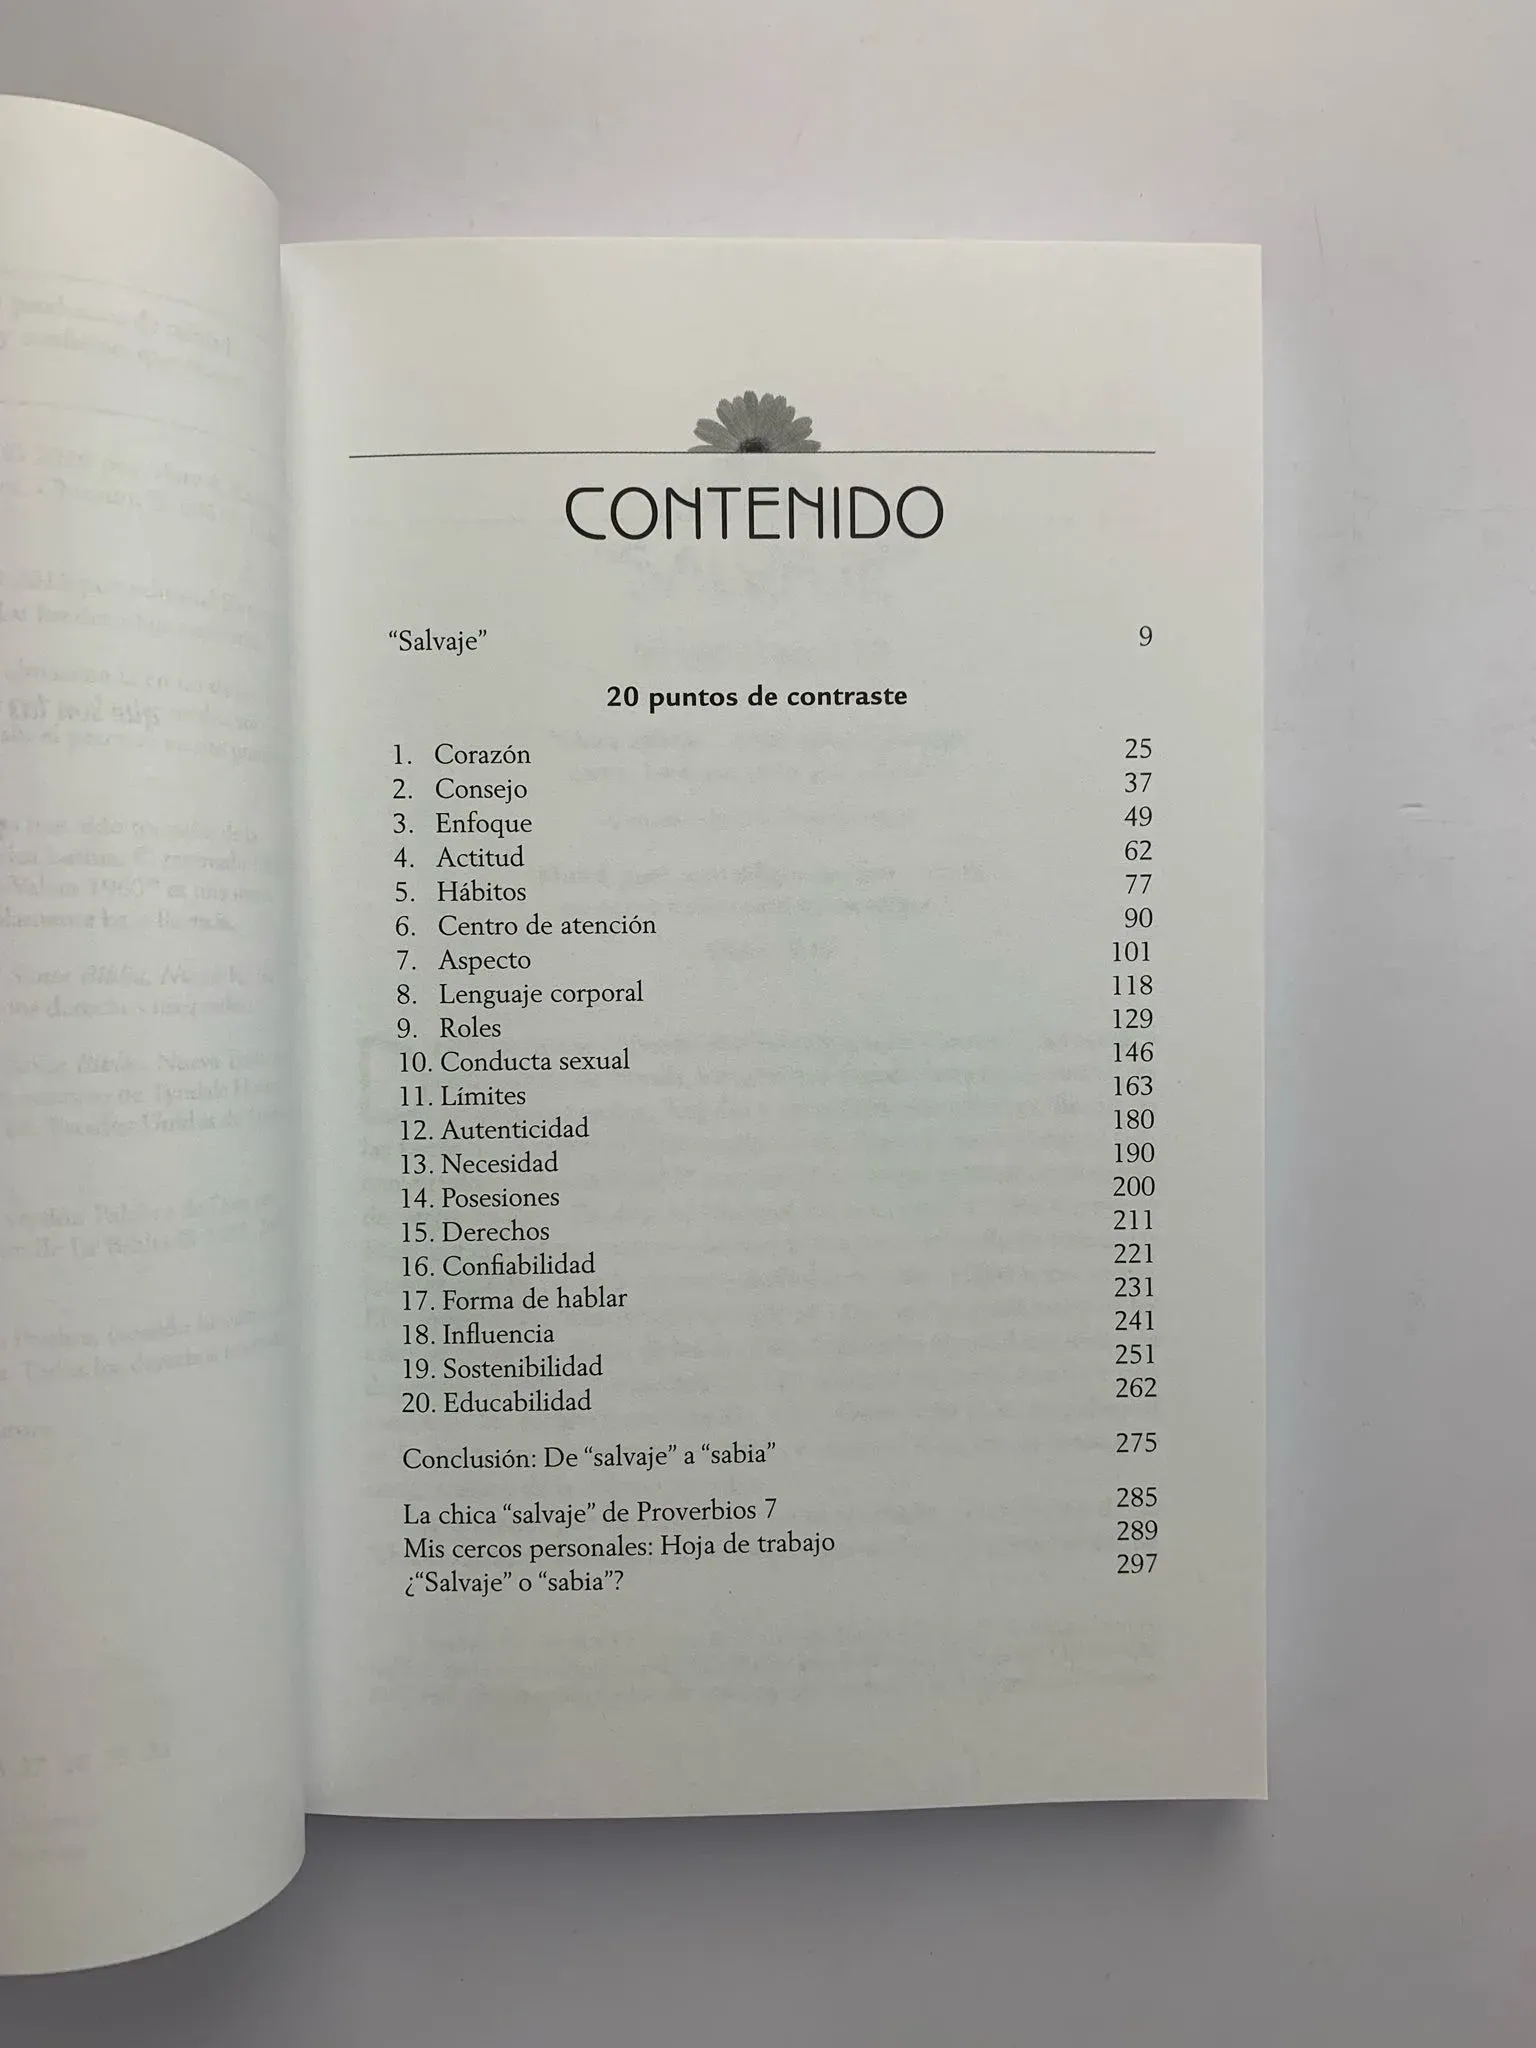 CONTENIDO
“Salvaje” 9
20 puntos de contraste
1. Corazón 25
2. Consejo 37
3. Enfoque 49
4. Actitud 62
5. Hábitos 77
6. Centro de atención 90
7. Aspecto 101
8. Lenguaje corporal 118
9. Roles 129
10. Conducta sexual 146
11. Límites 163
12. Autenticidad 180
13. Necesidad 190
14. Posesiones 200
15. Derechos 211
16. Confiabilidad 221
17. Forma de hablar 231
18. Influencia 241
19. Sostenibilidad 251
20. Educabilidad 262
Conclusión: De “salvaje” a “sabia” 275
La chica “salvaje” de Proverbios 7 285
Mis cercos personales: Hoja de trabajo 289
¿“Salvaje” o “sabia”? 297